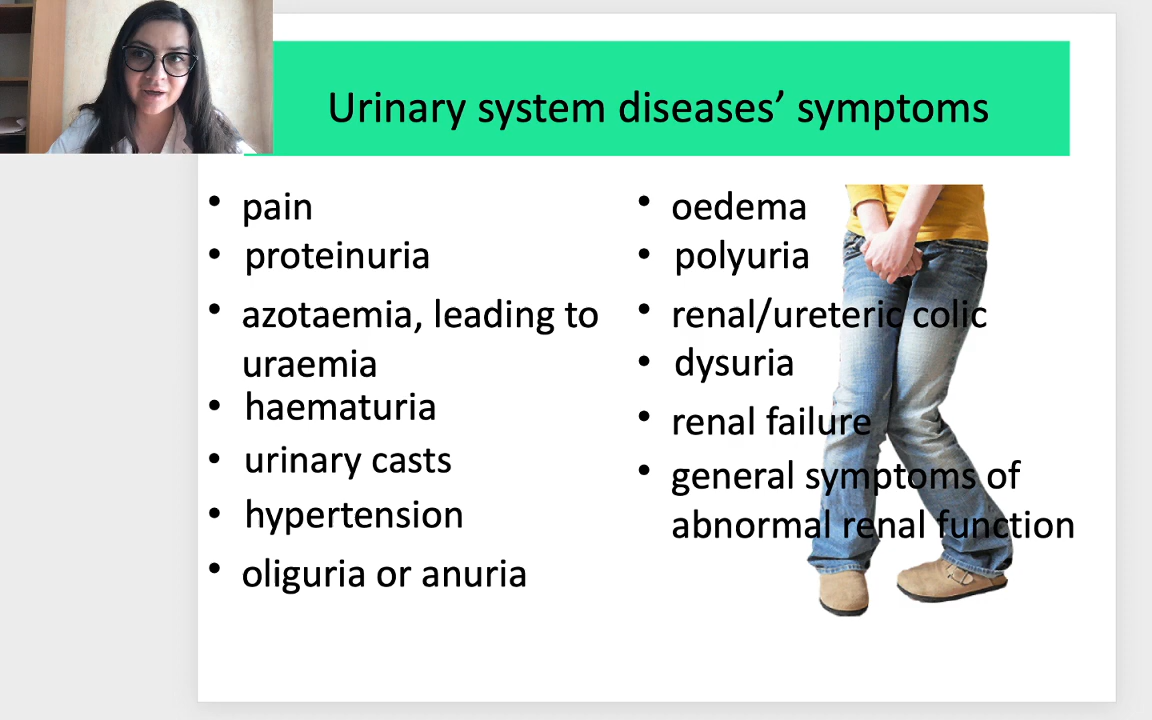 Urinary system diseases’ symptoms
• pain
• proteinuria
• azotaemia, leading to
uraemia
• haematuria
• urinary casts
• hypertension
• oliguria or anuria
• oedema
• polyuria
• renal/ureteric colic
• dysuria
• renal failure
• general symptoms of
abnormal renal function